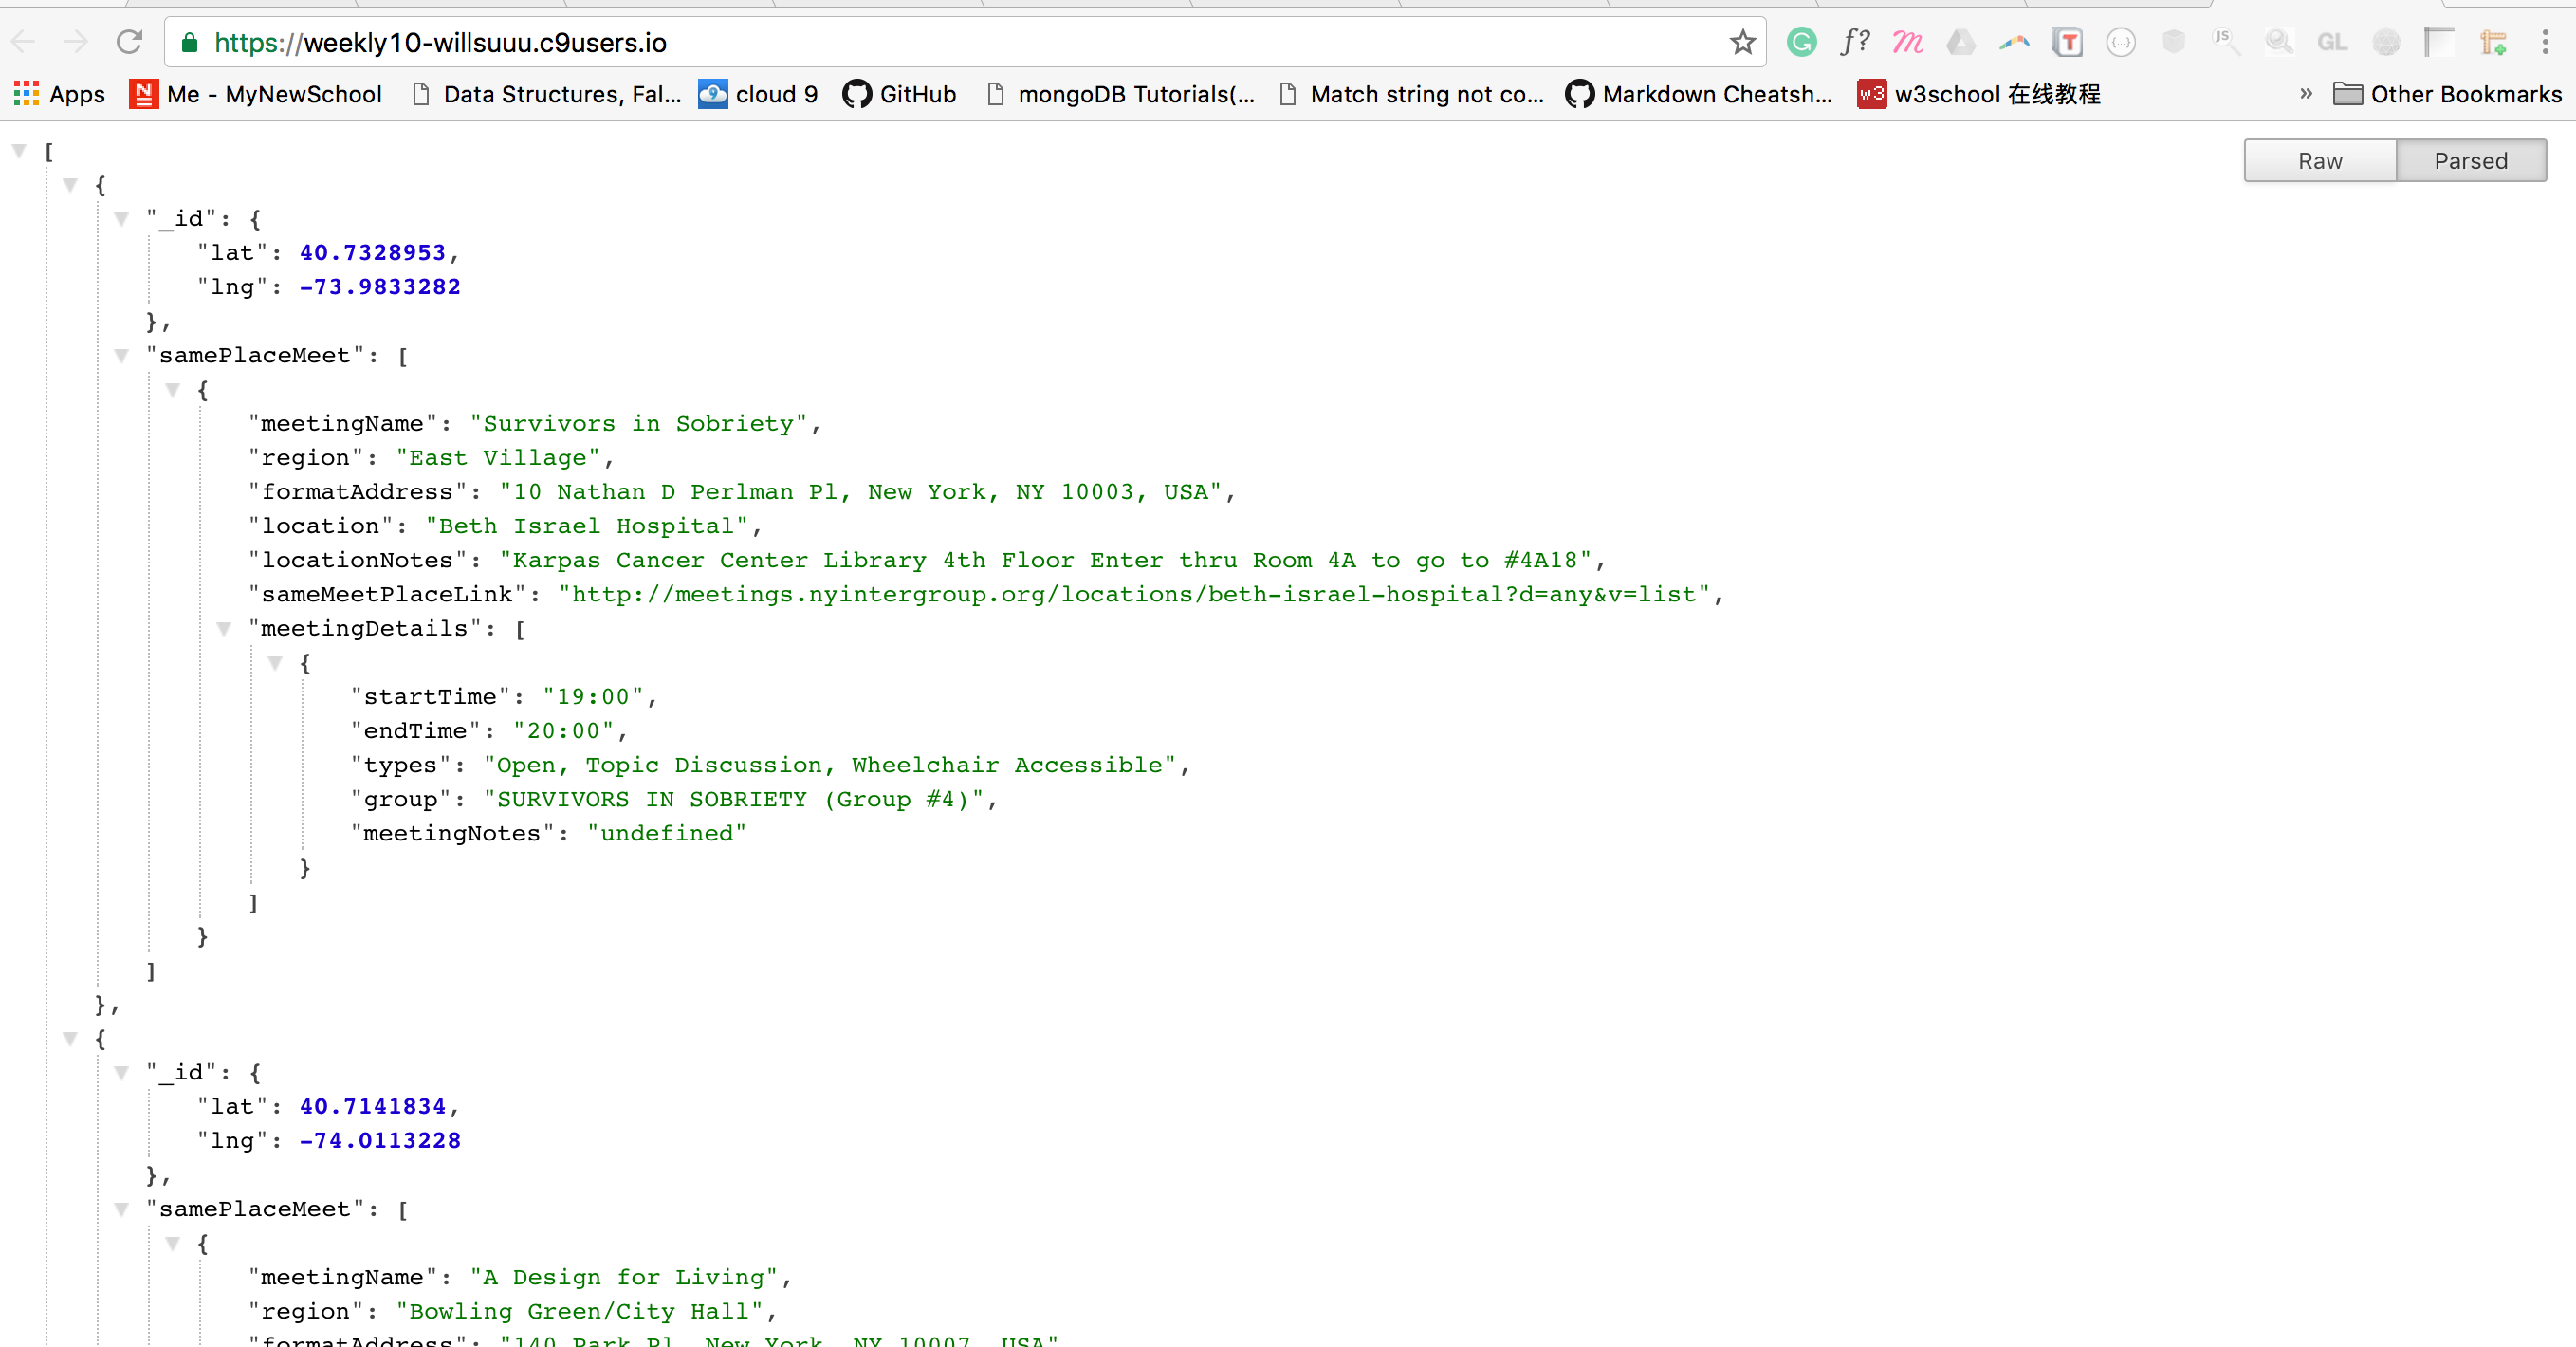 https://weekly10-willsuuu.c9users.io
Apps Me - MyNewSchool Data Structures, Fal... cloud 9 GitHub mongoDB Tutorials(... Match string not co... Markdown Cheatsh... w3school 在线教程 » Other Bookmarks
Raw Parsed
[
{
"_id": {
"lat": 40.7328953,
"lng": -73.9833282
},
"samePlaceMeet": [
{
"meetingName": "Survivors in Sobriety",
"region": "East Village",
"formatAddress": "10 Nathan D Perlman Pl, New York, NY 10003, USA",
"location": "Beth Israel Hospital",
"locationNotes": "Karpas Cancer Center Library 4th Floor Enter thru Room 4A to go to #4A18",
"sameMeetPlaceLink": "http://meetings.nyintergroup.org/locations/beth-israel-hospital?d=any&v=list",
"meetingDetails": [
{
"startTime": "19:00",
"endTime": "20:00",
"types": "Open, Topic Discussion, Wheelchair Accessible",
"group": "SURVIVORS IN SOBRIETY (Group #4)",
"meetingNotes": "undefined"
}
]
}
]
},
{
"_id": {
"lat": 40.7141834,
"lng": -74.0113228
},
"samePlaceMeet": [
{
"meetingName": "A Design for Living",
"region": "Bowling Green/City Hall",
"formatAddress": "140 Park Pl, New York, NY 10007, USA"